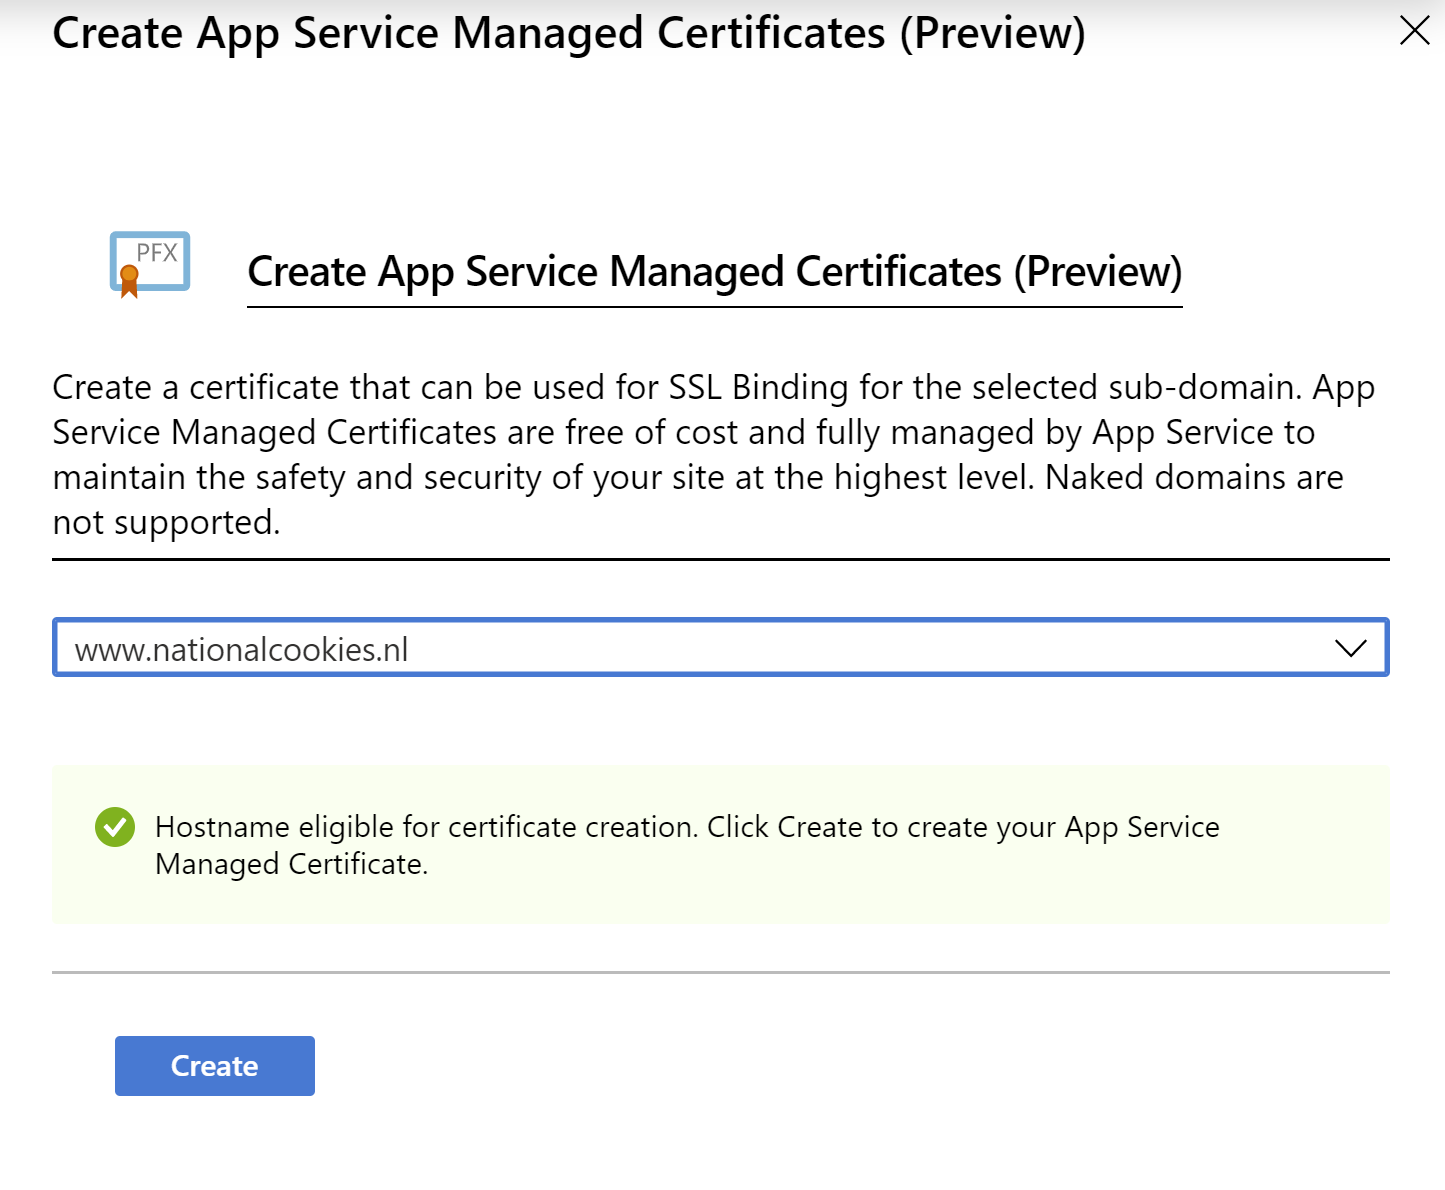 Create App Service Managed Certificates (Preview)
PFX
Create App Service Managed Certificates (Preview)
Create a certificate that can be used for SSL Binding for the selected sub-domain. App
Service Managed Certificates are free of cost and fully managed by App Service to
maintain the safety and security of your site at the highest level. Naked domains are
not supported.
www.nationalcookies.nl
Hostname eligible for certificate creation. Click Create to create your App Service
Managed Certificate.
Create